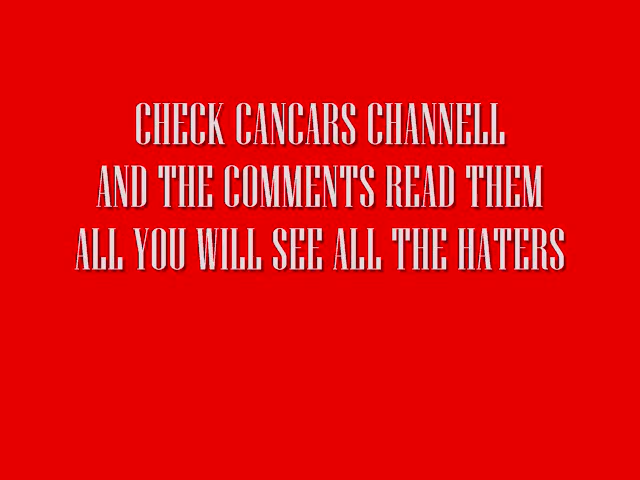 CHECK CANCARS CHANNELL
AND THE COMMENTS READ THEM
ALL YOU WILL SEE ALL THE HATERS